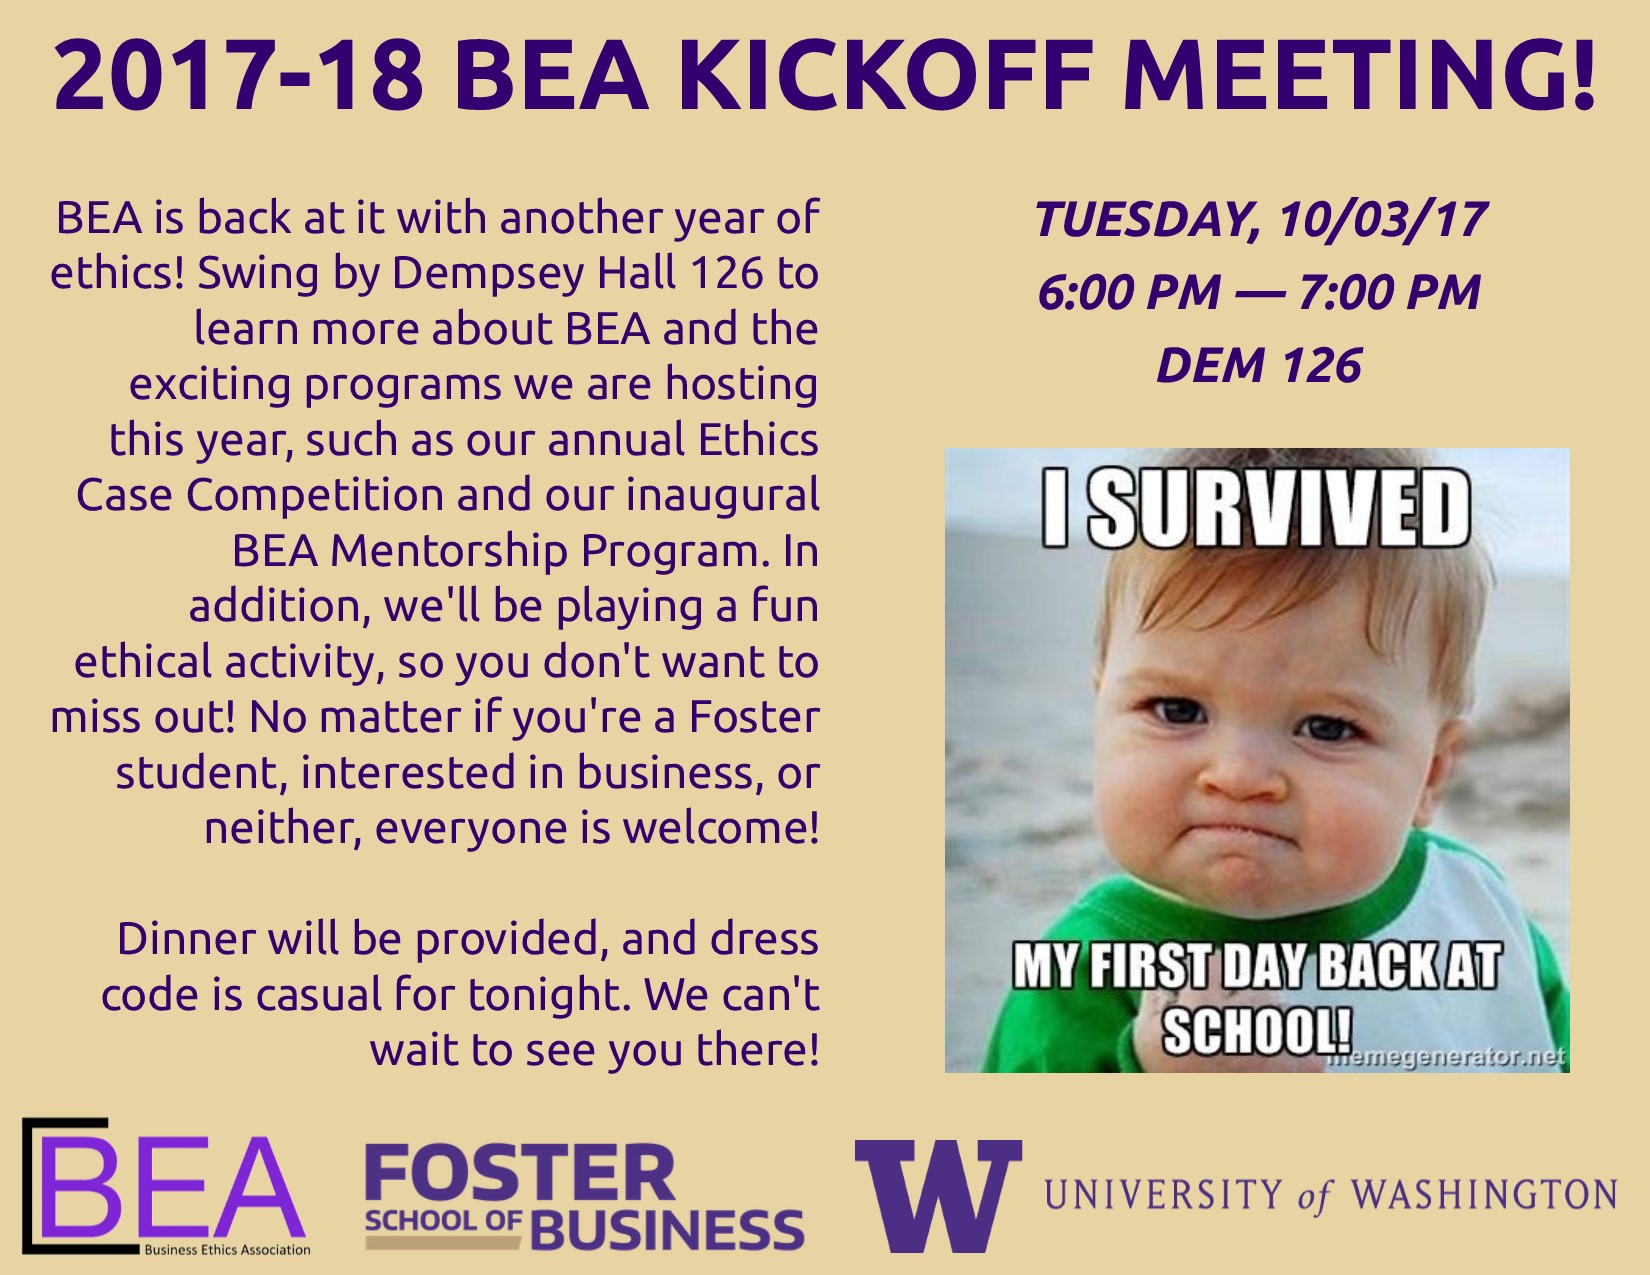 2017-18 BEA KICKOFF MEETING!
BEA is back at it with another year of
ethics! Swing by Dempsey Hall 126 to
learn more about BEA and the
exciting programs we are hosting
this year, such as our annual Ethics
Case Competition and our inaugural
BEA Mentorship Program. In
addition, we'll be playing a fun
ethical activity, so you don't want to
miss out! No matter if you're a Foster
student, interested in business, or
neither, everyone is welcome!
Dinner will be provided, and dress
code is casual for tonight. We can't
wait to see you there!
TUESDAY, 10/03/17
6:00 PM — 7:00 PM
DEM 126
I SURVIVED
MY FIRST DAY BACK AT
SCHOOL!
memegenerator.net
BEA
Business Ethics Association
FOSTER
SCHOOL OF BUSINESS
W UNIVERSITY of WASHINGTON